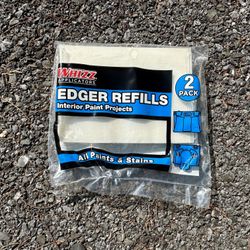 WHIZZ
APPLICATORS
EDGER REFILLS
Interior Paint Projects
2
PACK
All Paints & Stains